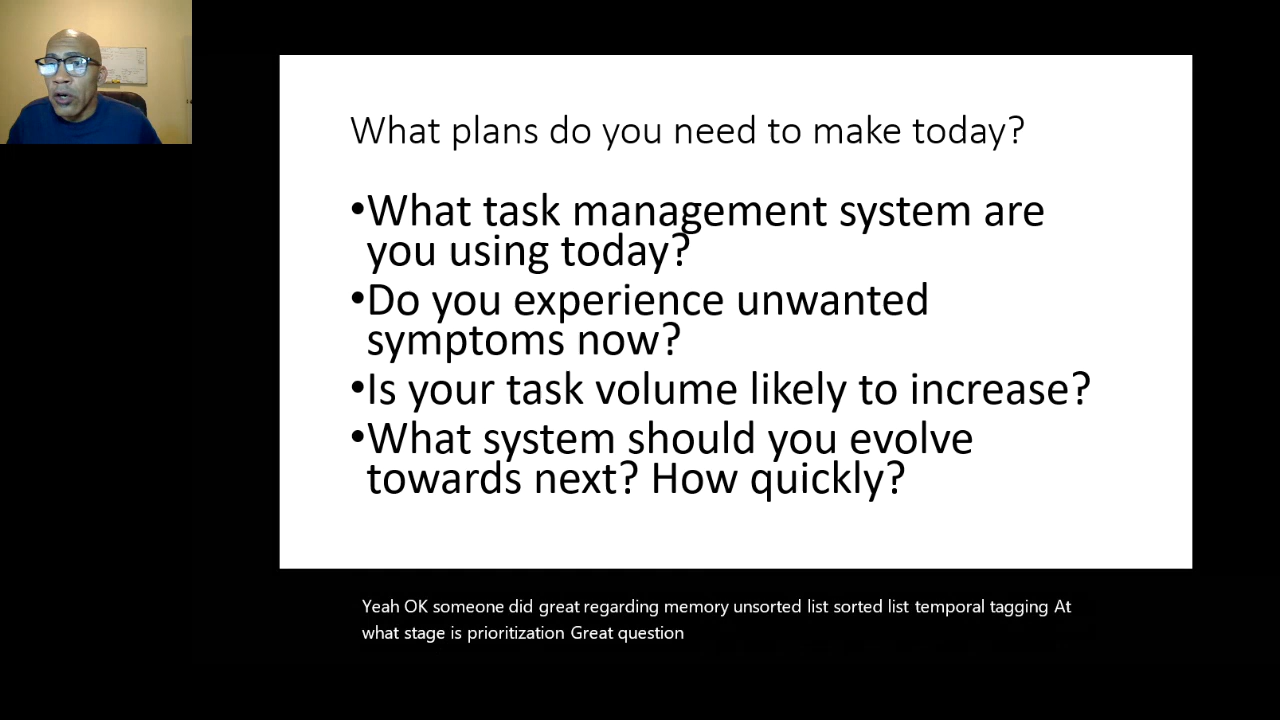 What plans do you need to make today?
•What task management system are
you using today?
•Do you experience unwanted
symptoms now?
•Is your task volume likely to increase?
•What system should you evolve
towards next? How quickly?
Yeah OK someone did great regarding memory unsorted list sorted list temporal tagging At
what stage is prioritization Great question